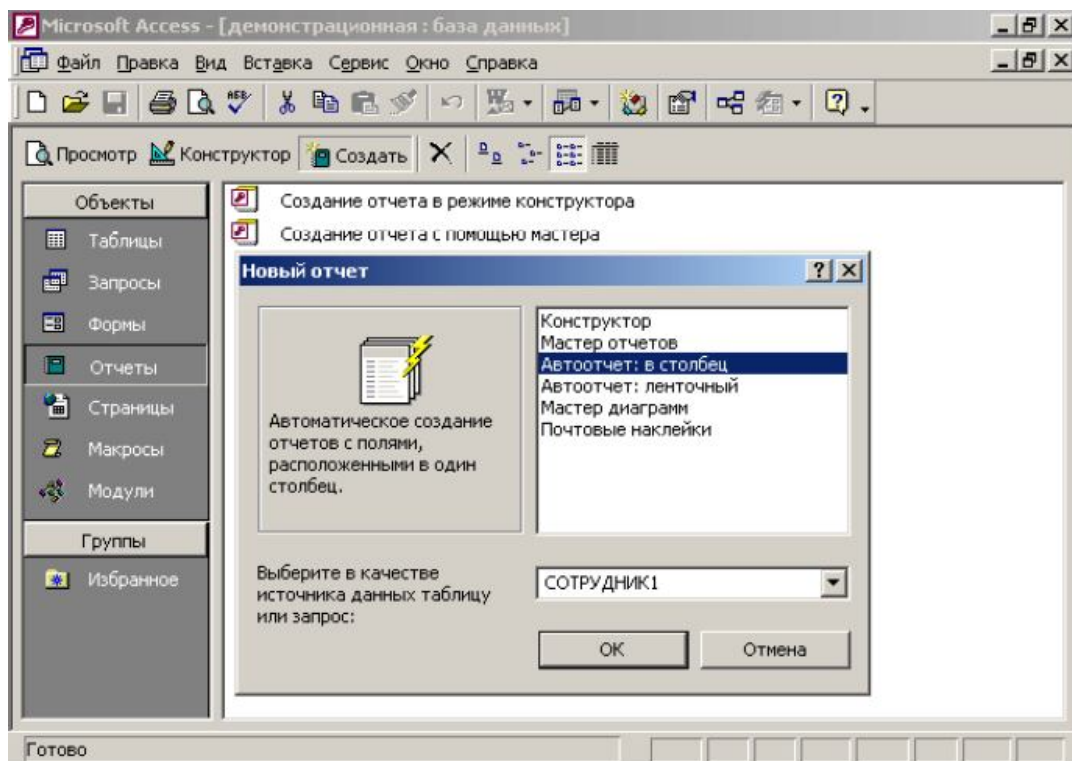 Microsoft Access - [демонстрационная : база данных]
Файл Правка Вид Вставка Сервис Окно Справка
Просмотр Конструктор Создать
Объекты
Таблицы
Запросы
Формы
Отчеты
Страницы
Макросы
Модули
Группы
Избранное
Создание отчета в режиме конструктора
Создание отчета с помощью мастера
Новый отчет
Автоматическое создание
отчетов с полями,
расположенными в один
столбец.
Конструктор
Мастер отчетов
Автоотчет: в столбец
Автоотчет: ленточный
Мастер диаграмм
Почтовые наклейки
Выберите в качестве
источника данных таблицу
или запрос:
СОТРУДНИК1
ОК
Отмена
Готово